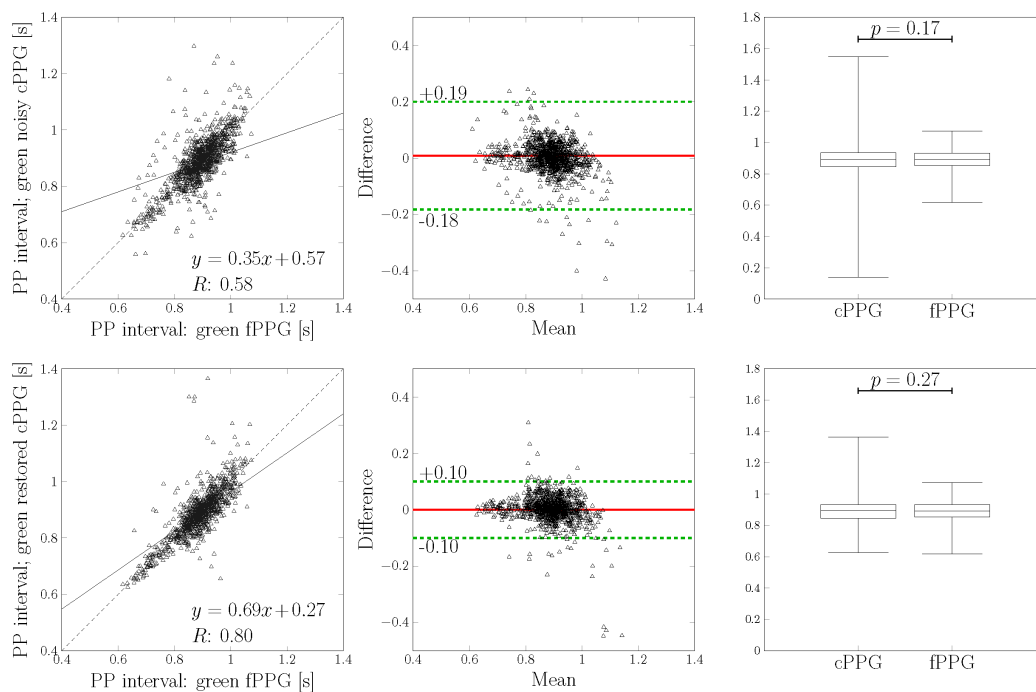 PP interval; green noisy cPPG [s]
1.4
1.2
1
0.8
0.6
0.4
0.4 0.6 0.8 1 1.2 1.4
y = 0.35x+0.57
R: 0.58
PP interval: green fPPG [s]
Difference
0.4
0.2
0
−0.2
−0.4
+0.19
-0.18
0.4 0.6 0.8 1 1.2 1.4
Mean
1.8
1.6
1.4
1.2
1
0.8
0.6
0.4
0.2
0
p = 0.17
cPPG fPPG
PP interval; green restored cPPG [s]
1.4
1.2
1
0.8
0.6
0.4
0.4 0.6 0.8 1 1.2 1.4
y = 0.69x+0.27
R: 0.80
PP interval: green fPPG [s]
Difference
0.4
0.2
0
−0.2
−0.4
+0.10
-0.10
0.4 0.6 0.8 1 1.2 1.4
Mean
1.8
1.6
1.4
1.2
1
0.8
0.6
0.4
0.2
0
p = 0.27
cPPG fPPG